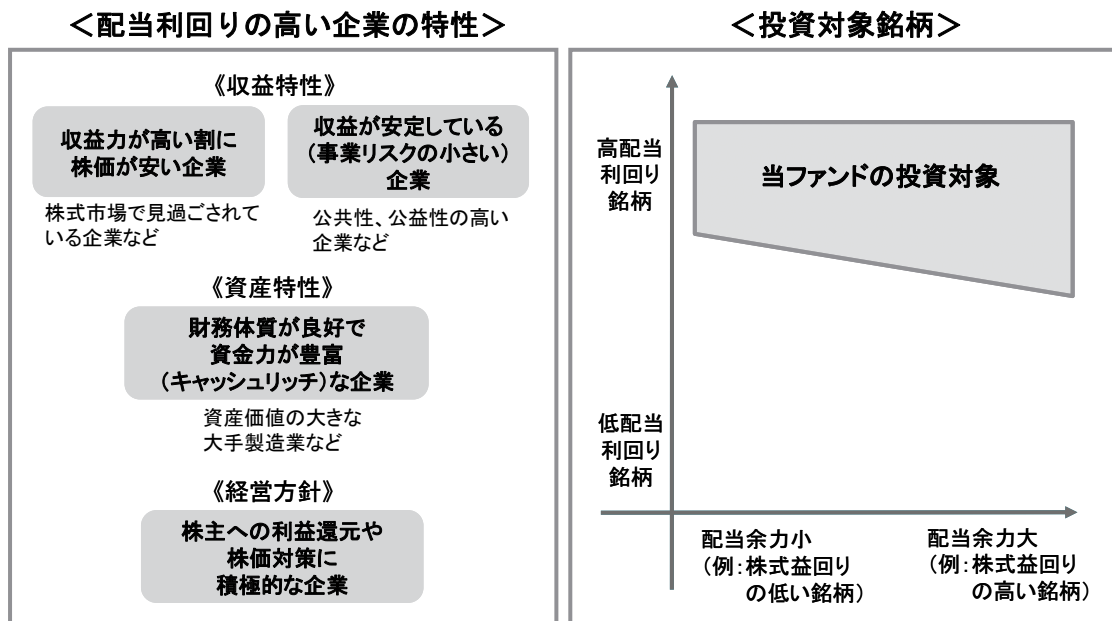 ＜配当利回りの高い企業の特性＞
《収益特性》
収益力が高い割に
株価が安い企業
株式市場で見過ごされて
いる企業など
収益が安定している
（事業リスクの小さい）
企業
公共性、公益性の高い
企業など
《資産特性》
財務体質が良好で
資金力が豊富
（キャッシュリッチ）な企業
資産価値の大きな
大手製造業など
《経営方針》
株主への利益還元や
株価対策に
積極的な企業
＜投資対象銘柄＞
高配当
利回り
銘柄
当ファンドの投資対象
低配当
利回り
銘柄
配当余力小
（例：株式益回り
の低い銘柄）
配当余力大
（例：株式益回り
の高い銘柄）